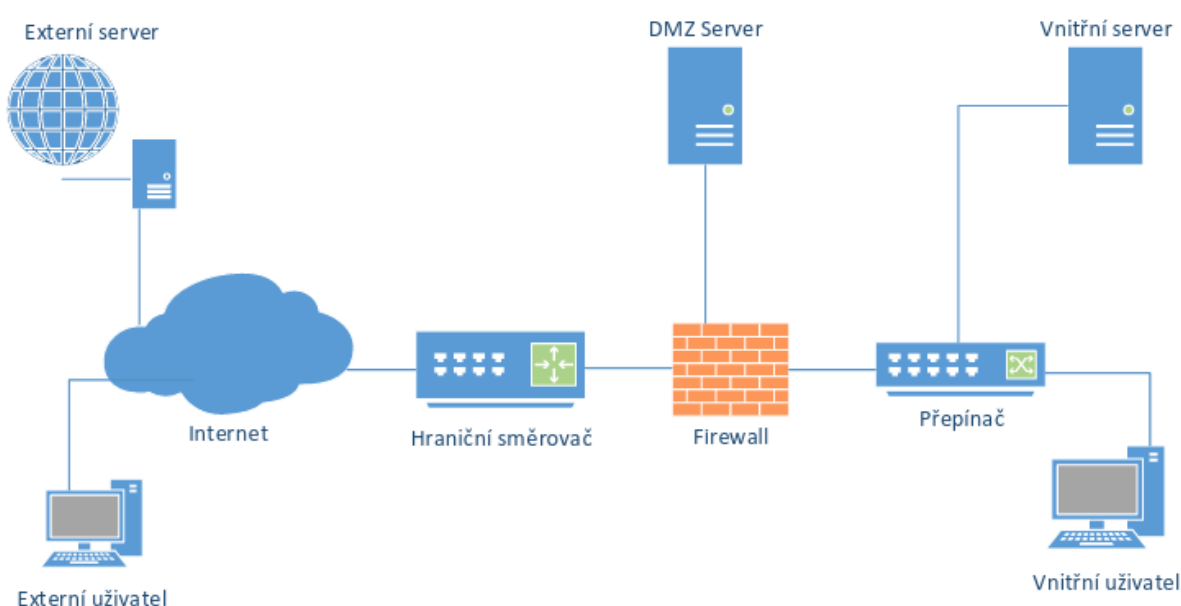 Externí server
DMZ Server
Vnitřní server
Internet
Hraniční směrovač
Firewall
Přepínač
Externí uživatel
Vnitřní uživatel